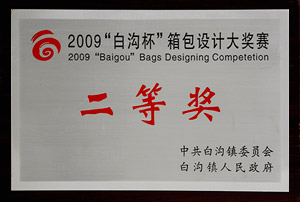 2009“白沟杯”箱包设计大奖赛
2009 “Baigou” Bags Designing Competetion
二等奖
中共白沟镇委员会
白沟镇人民政府